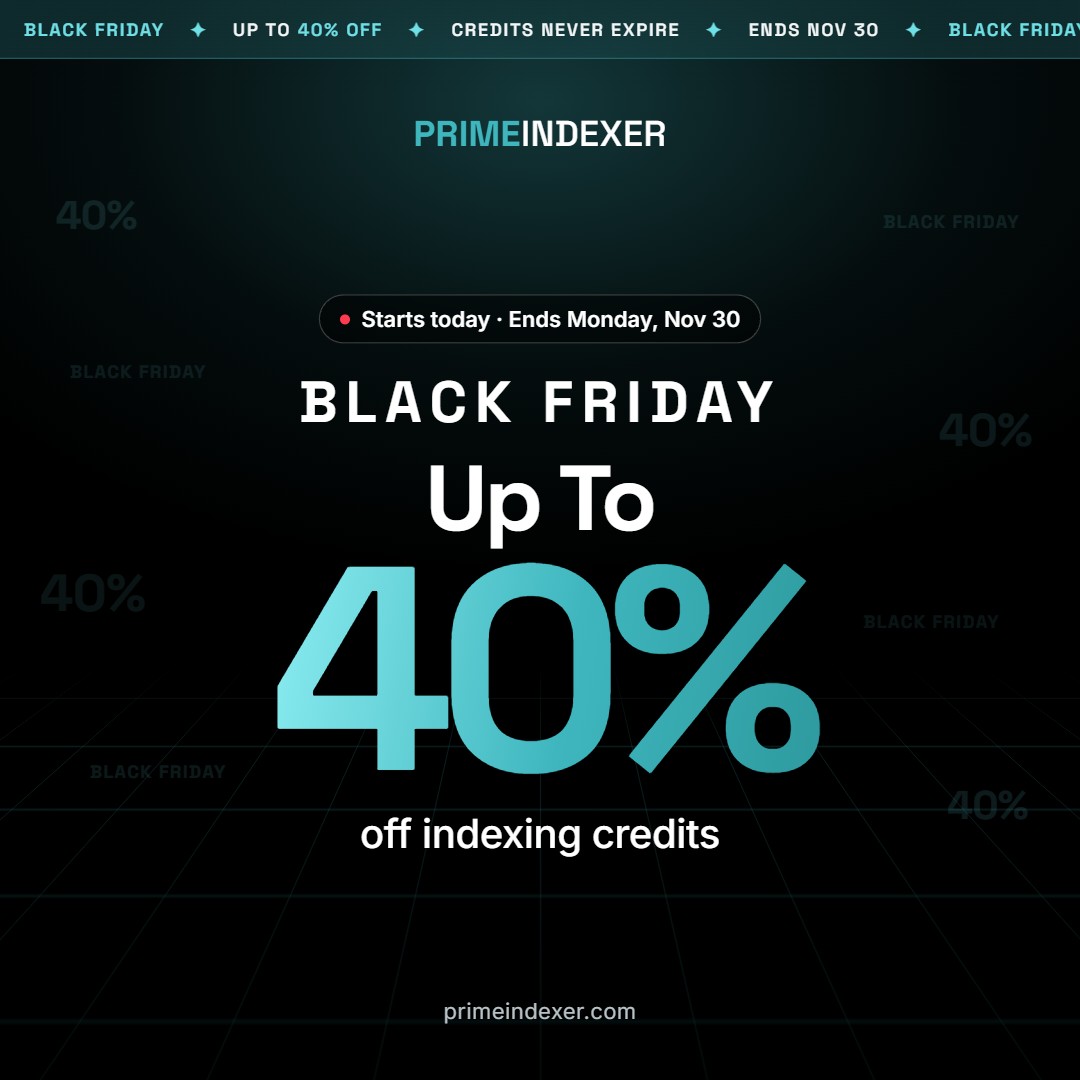 BLACK FRIDAY ✦ UP TO 40% OFF ✦ CREDITS NEVER EXPIRE ✦ ENDS NOV 30 ✦ BLACK FRIDAY
PRIMEINDEXER
40%
BLACK FRIDAY
Starts today · Ends Monday, Nov 30
BLACK FRIDAY
BLACK FRIDAY
40%
Up To
40%
40%
BLACK FRIDAY
BLACK FRIDAY
40%
off indexing credits
primeindexer.com